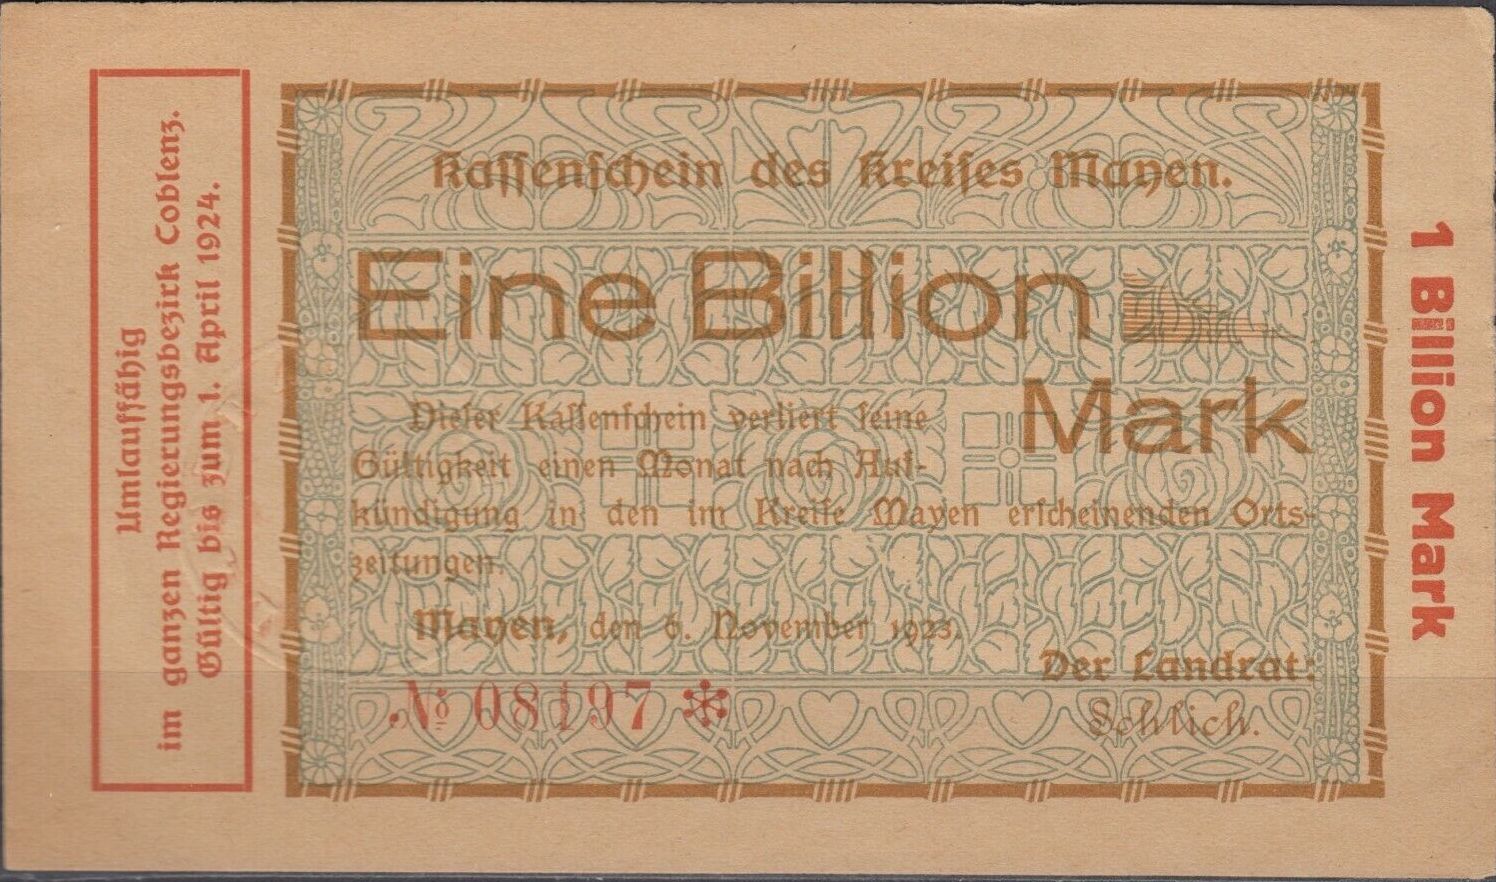 Umlauffähig
im ganzen Regierungsbezirk Coblenz.
Gültig bis zum 1. April 1924.
Kassenschein des Kreises Mayen.
Eine Billion
Mark
Dieser Kassenschein verliert seine
Gültigkeit einen Monat nach Auf-
kündigung in den im Kreise Mayen erscheinenden Orts-
zeitungen.
Mayen, den 6. November 1923.
Der Landrat:
Schlich.
№ 08197 *
1 Billion Mark